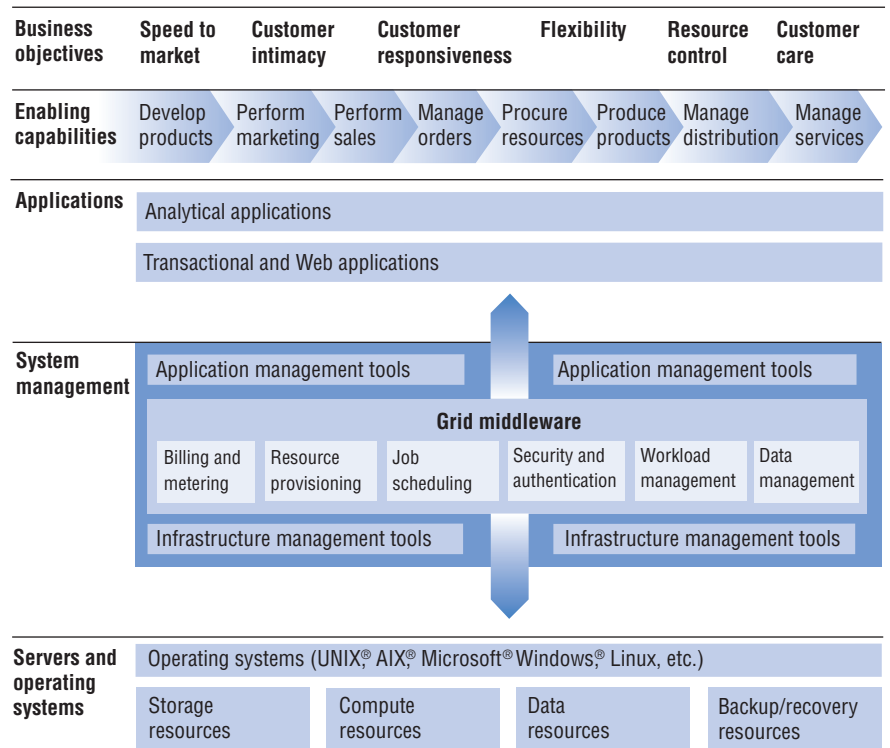 Business objectives
Speed to market
Customer intimacy
Customer responsiveness
Flexibility
Resource control
Customer care
Enabling capabilities
Develop products
Perform marketing
Perform sales
Manage orders
Procure resources
Produce products
Manage distribution
Manage services
Applications
Analytical applications
Transactional and Web applications
System management
Application management tools
Application management tools
Grid middleware
Billing and metering
Resource provisioning
Job scheduling
Security and authentication
Workload management
Data management
Infrastructure management tools
Infrastructure management tools
Servers and operating systems
Operating systems (UNIX,® AIX,® Microsoft® Windows,® Linux, etc.)
Storage resources
Compute resources
Data resources
Backup/recovery resources